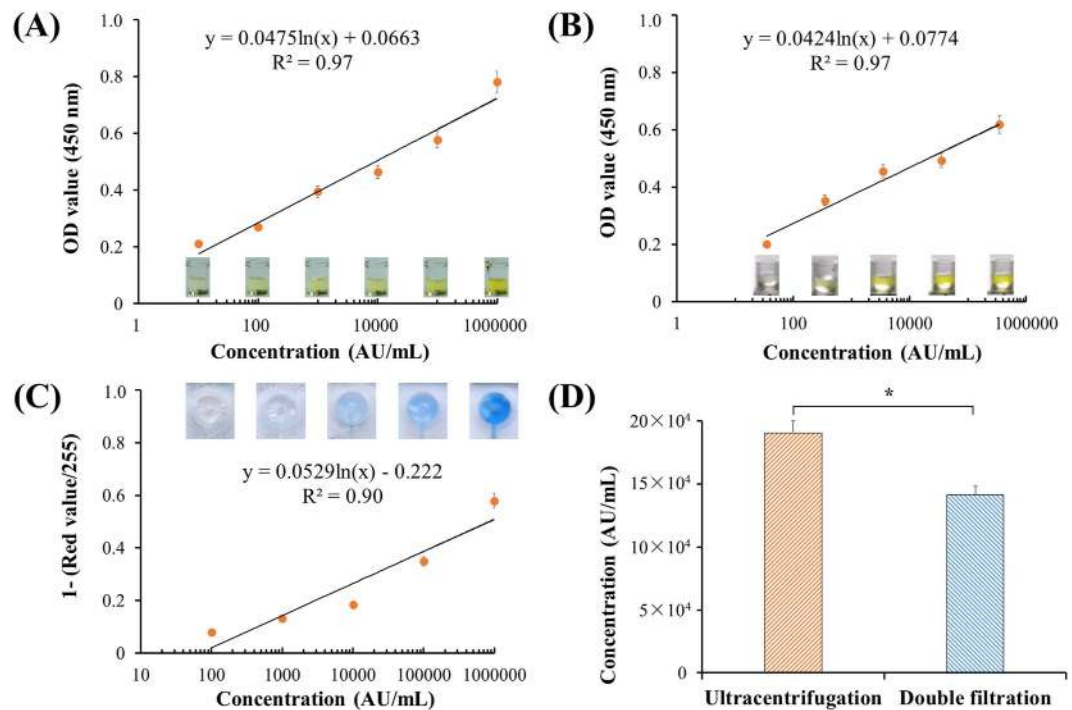 (A)
y = 0.0475ln(x) + 0.0663
R² = 0.97
OD value (450 nm)
1.0
0.8
0.6
0.4
0.2
0
1 100 10000 1000000
Concentration (AU/mL)
(B)
y = 0.0424ln(x) + 0.0774
R² = 0.97
OD value (450 nm)
1.0
0.8
0.6
0.4
0.2
0
1 100 10000 1000000
Concentration (AU/mL)
(C)
y = 0.0529ln(x) - 0.222
R² = 0.90
1- (Red value/255)
1.0
0.8
0.6
0.4
0.2
0
10 100 1000 10000 100000 1000000
Concentration (AU/mL)
(D)
*
Concentration (AU/mL)
20×10⁴
15×10⁴
10×10⁴
5×10⁴
0
Ultracentrifugation Double filtration